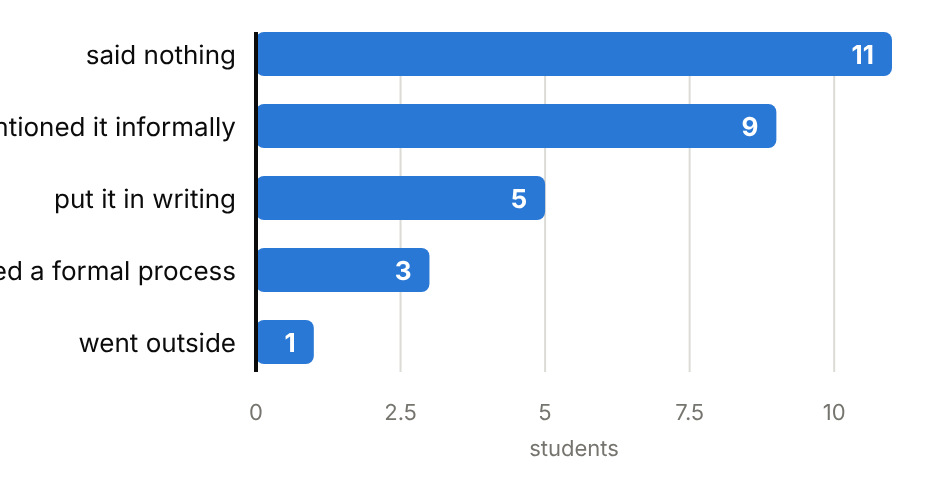 said nothing 11
ntioned it informally 9
put it in writing 5
ed a formal process 3
went outside 1
0 2.5 5 7.5 10
students